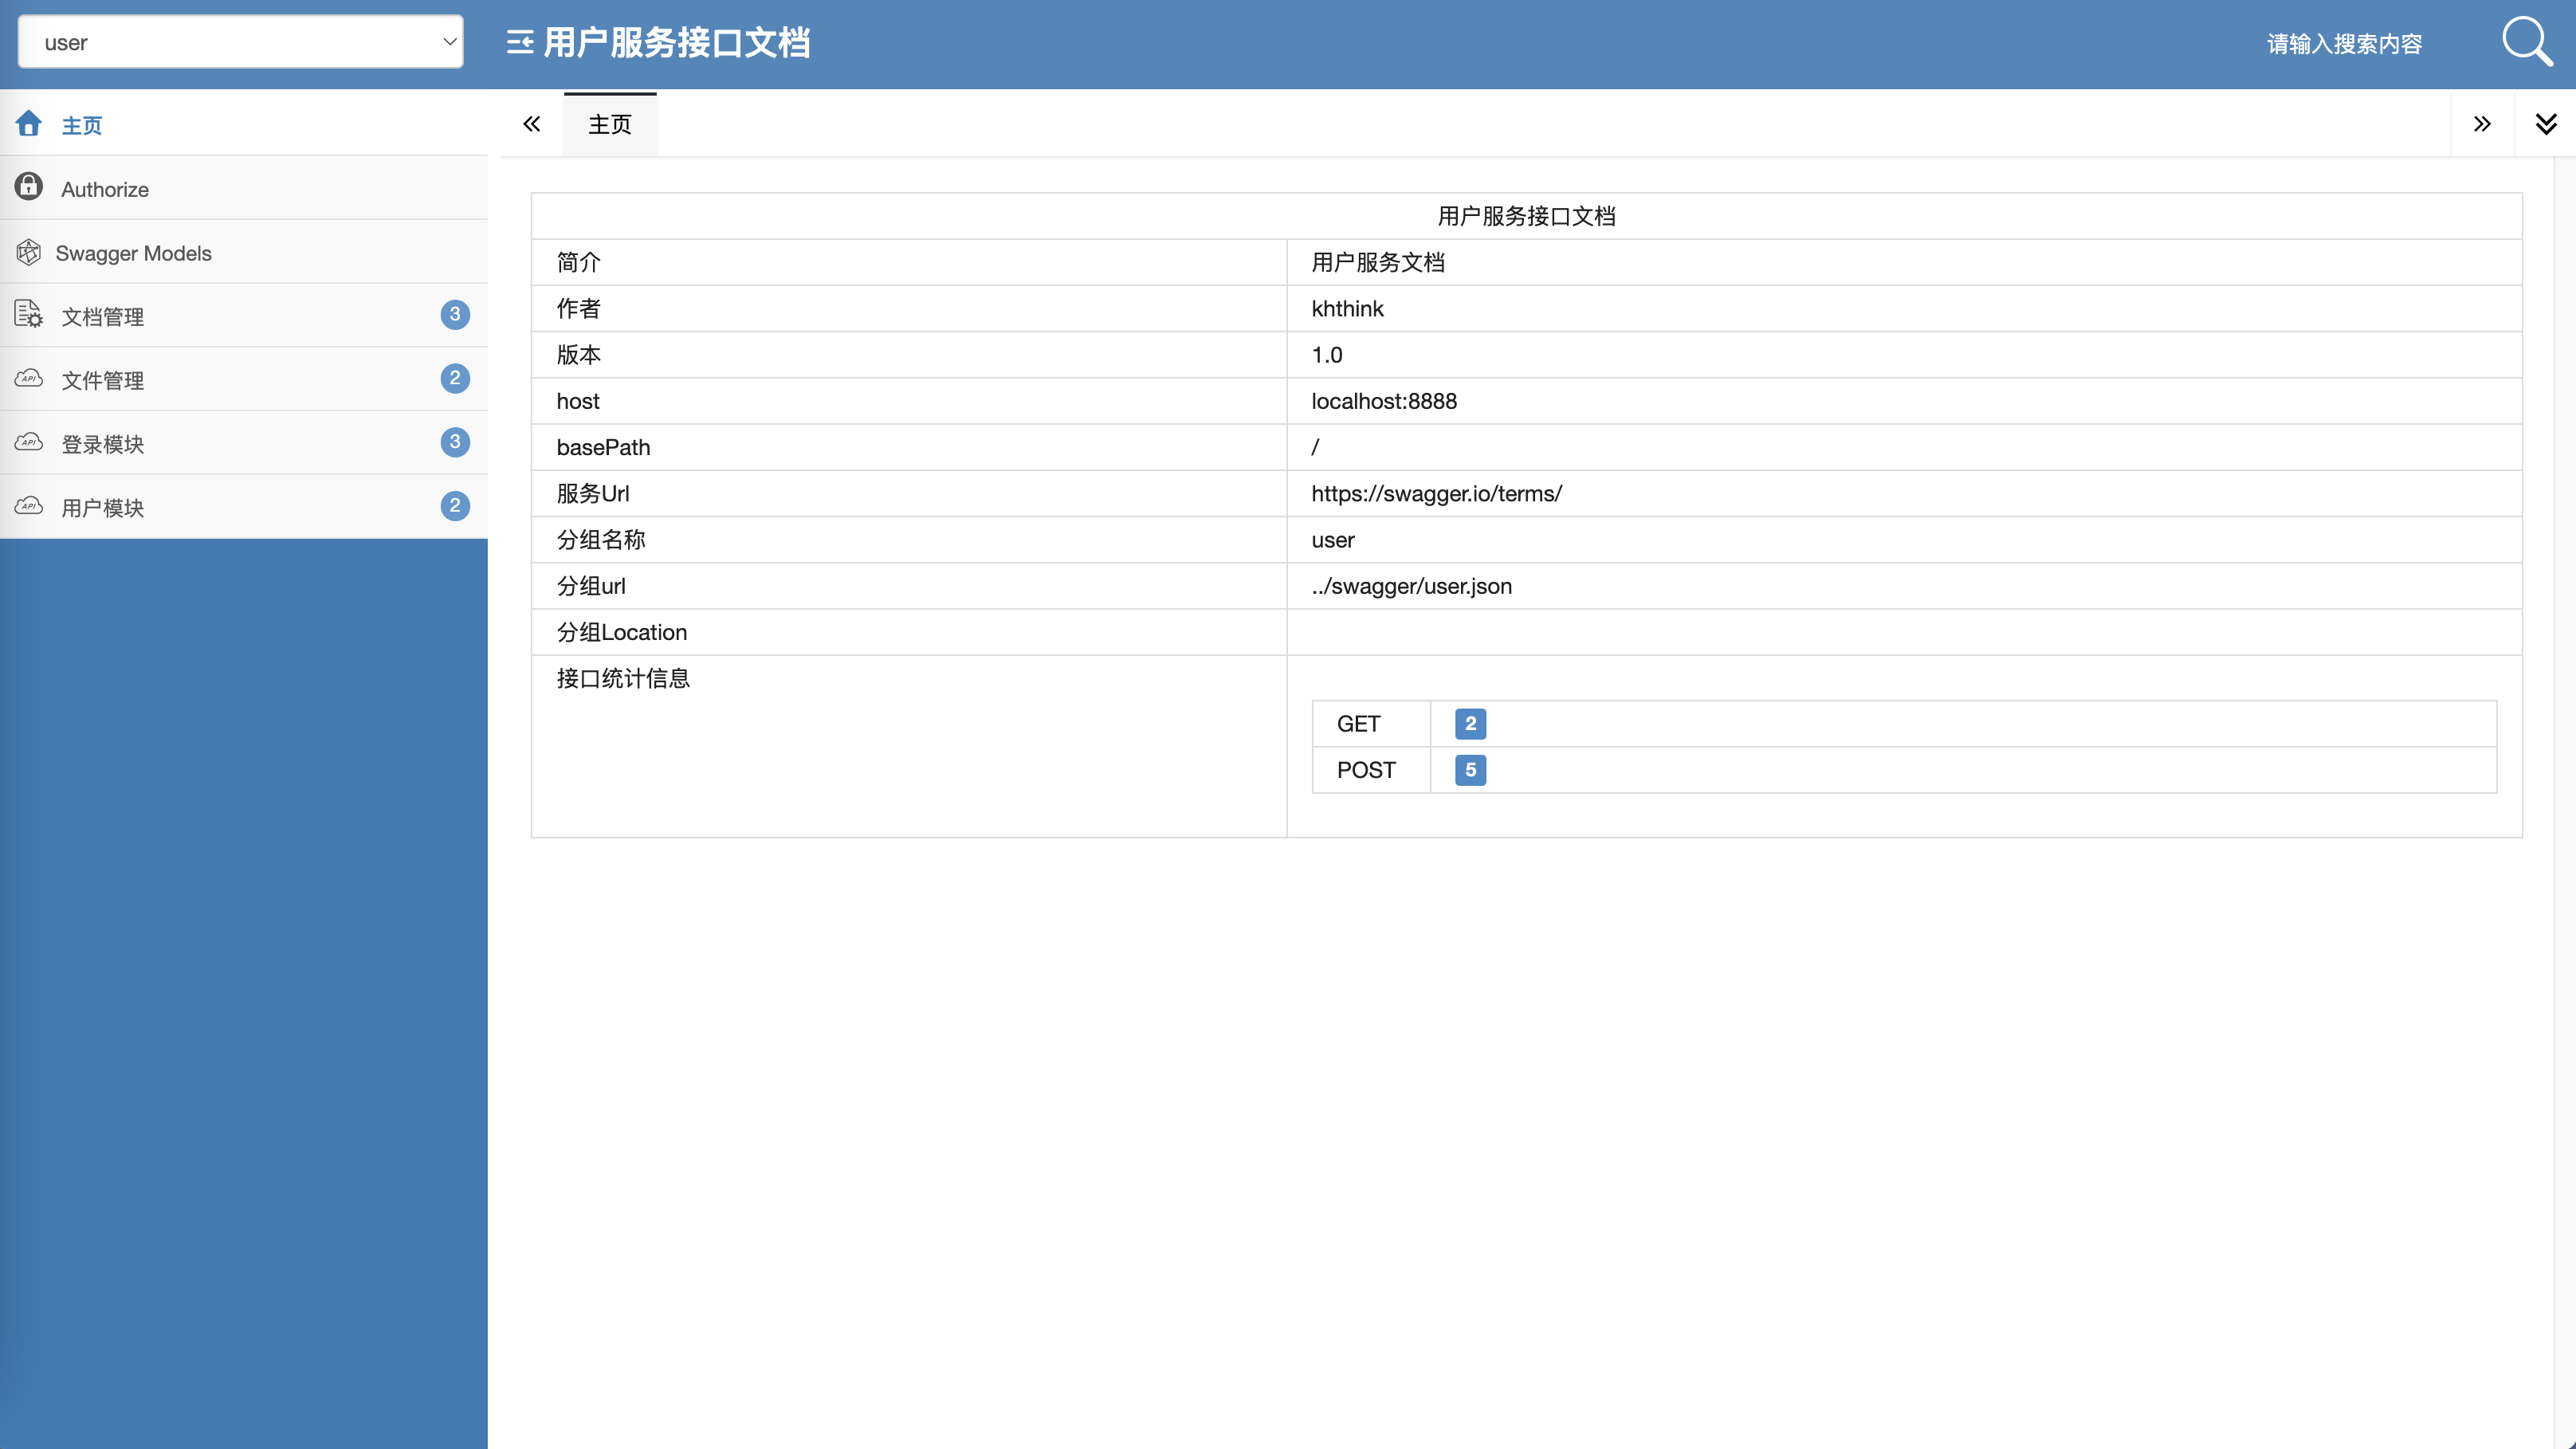 user
用户服务接口文档
请输入搜索内容
主页
Authorize
Swagger Models
文档管理 3
API 文件管理 2
API 登录模块 3
API 用户模块 2
主页
用户服务接口文档
简介 用户服务文档
作者 khthink
版本 1.0
host localhost:8888
basePath /
服务Url https://swagger.io/terms/
分组名称 user
分组url ../swagger/user.json
分组Location
接口统计信息
GET 2
POST 5